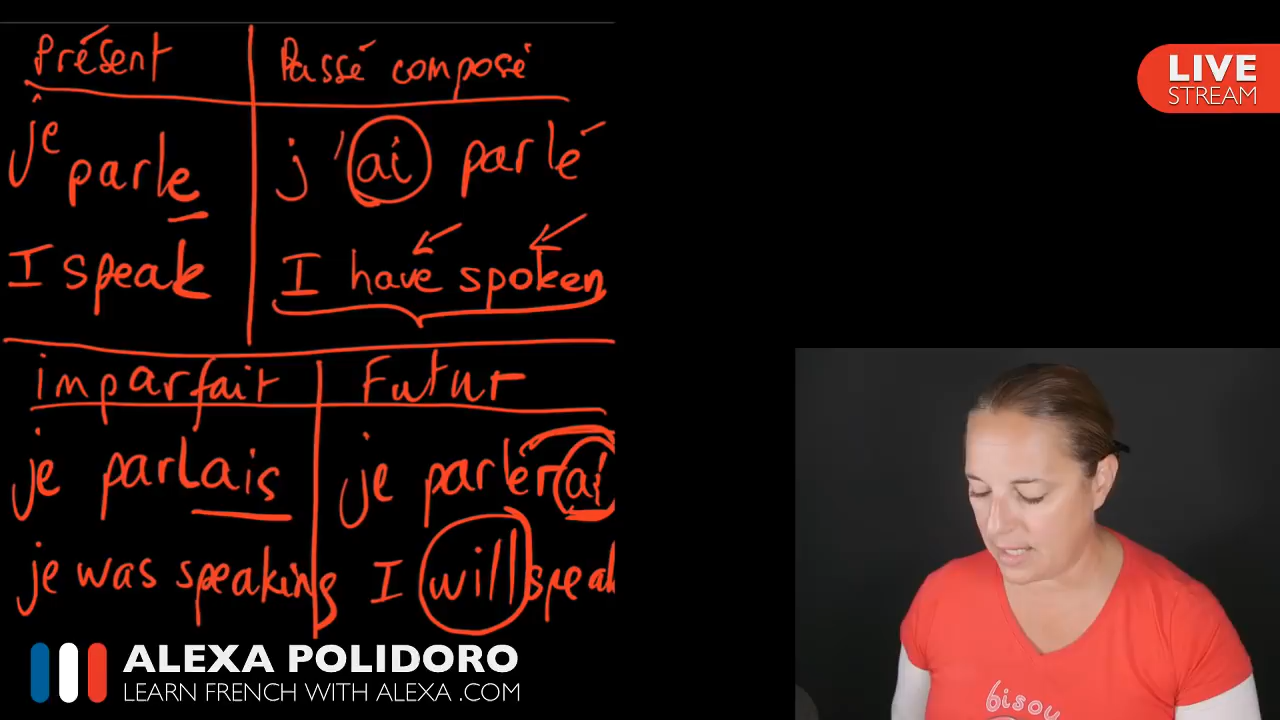 Présent
Passé composé
je parle
j'ai parlé
I speak
I have spoken
imparfait
Futur
je parlais
je parlerai
je was speaking
I will speak
LIVE
STREAM
bisou
ALEXA POLIDORO
LEARN FRENCH WITH ALEXA .COM